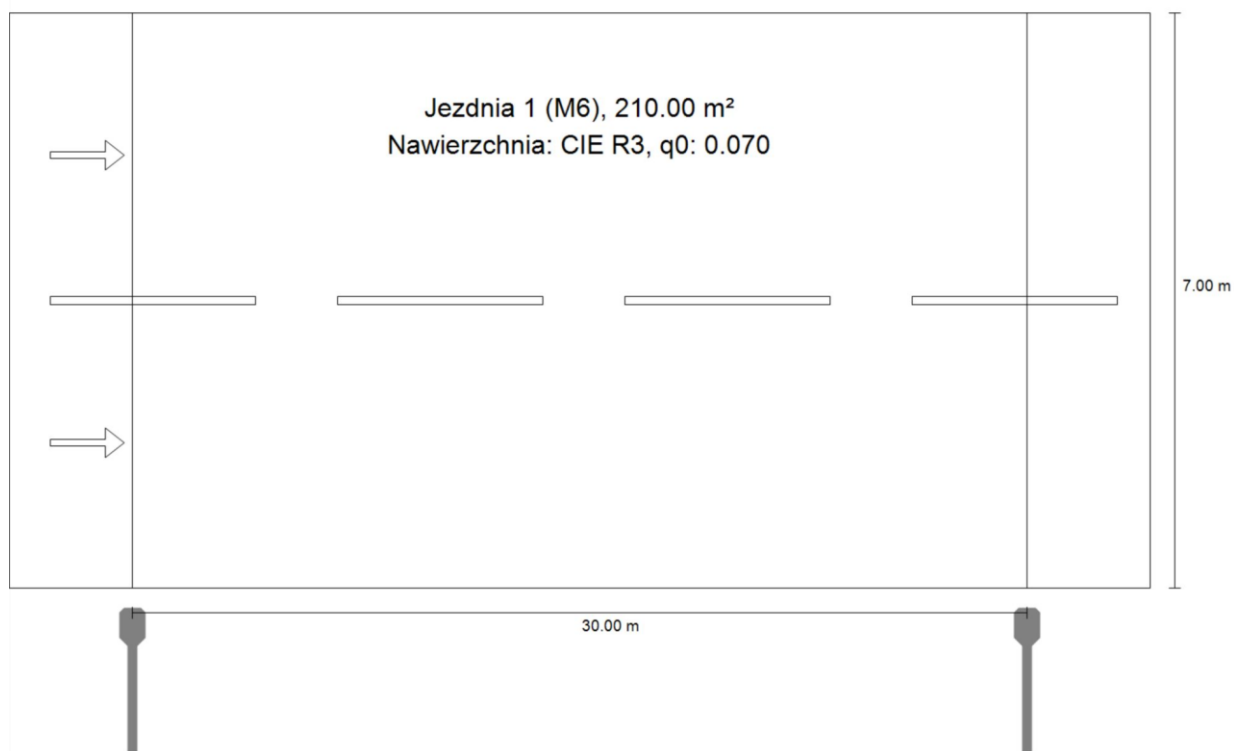 Jezdnia 1 (M6), 210.00 m²
Nawierzchnia: CIE R3, q0: 0.070
7.00 m
30.00 m